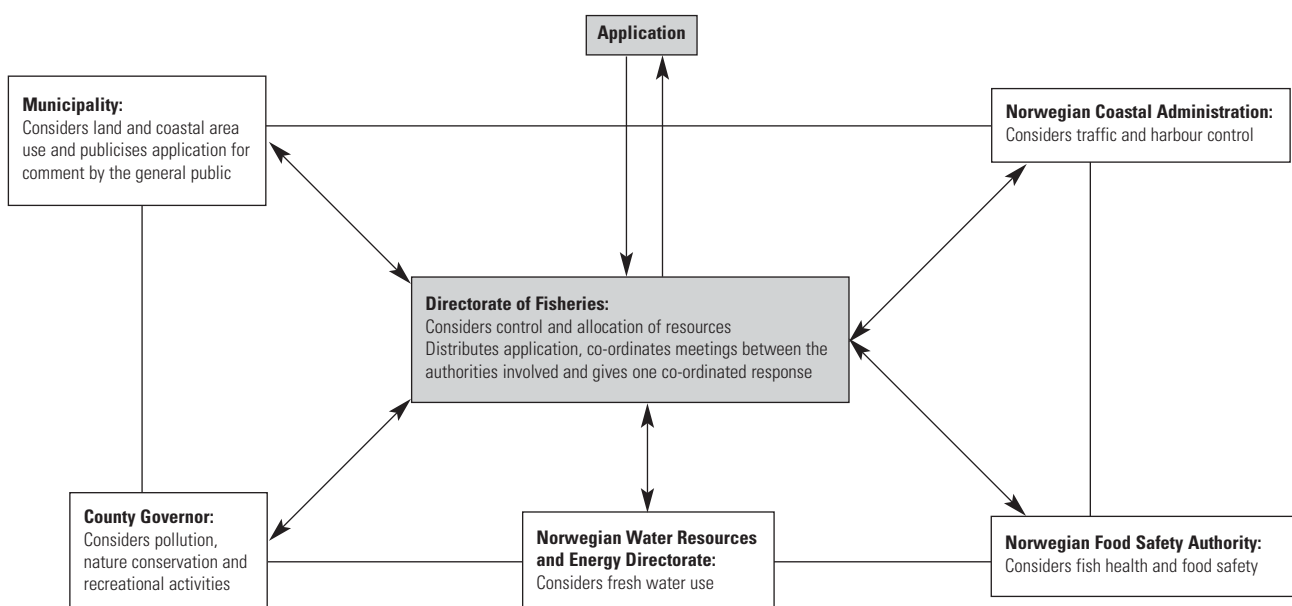 Application
Municipality:
Considers land and coastal area
use and publicises application for
comment by the general public
Norwegian Coastal Administration:
Considers traffic and harbour control
Directorate of Fisheries:
Considers control and allocation of resources
Distributes application, co-ordinates meetings between the
authorities involved and gives one co-ordinated response
County Governor:
Considers pollution,
nature conservation and
recreational activities
Norwegian Water Resources
and Energy Directorate:
Considers fresh water use
Norwegian Food Safety Authority:
Considers fish health and food safety